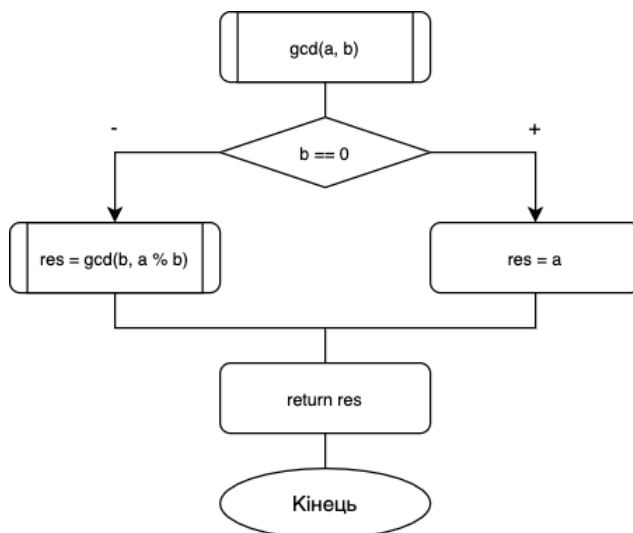 gcd(a, b)
-
+
b == 0
res = gcd(b, a % b)
res = a
return res
Кінець